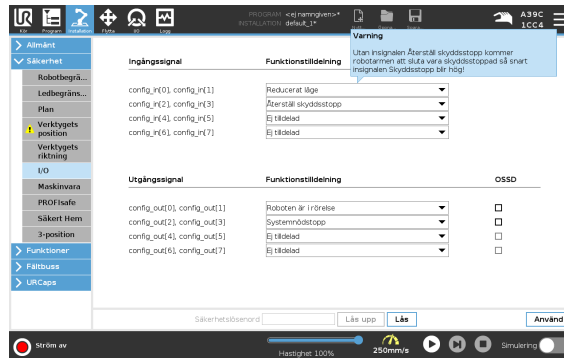 PROGRAM <ej namngiven>*
INSTALLATION default_1*
A39C
1CC4
Kör Program Installation Flytta I/O Logg
Varning
Utan insignalen Återställ skyddsstopp kommer
robotarmen att sluta vara skyddsstoppad så snart
insignalen Skyddsstopp blir hög!
Allmänt
Säkerhet
Robotbegrä...
Ledbegräns...
Plan
Verktygets
position
Verktygets
riktning
I/O
Maskinvara
PROFIsafe
Säkert Hem
3-position
Funktioner
Fältbuss
URCaps
Ingångssignal Funktionstilldelning
config_in[0], config_in[1] Reducerat läge
config_in[2], config_in[3] Återställ skyddsstopp
config_in[4], config_in[5] Ej tilldelad
config_in[6], config_in[7] Ej tilldelad
Utgångssignal Funktionstilldelning OSSD
config_out[0], config_out[1] Roboten är i rörelse
config_out[2], config_out[3] Systemnödstopp
config_out[4], config_out[5] Ej tilldelad
config_out[6], config_out[7] Ej tilldelad
Säkerhetslösenord Lås upp Lås Använd
Ström av
Hastighet 100%
250mm/s
Simulering